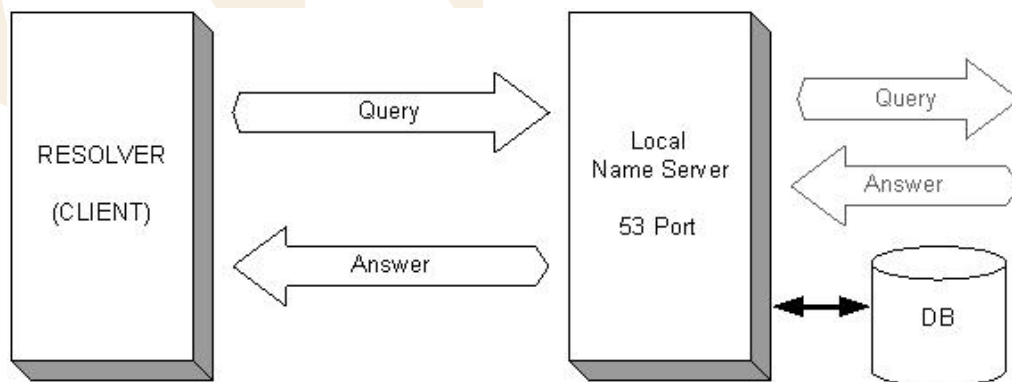 RESOLVER
(CLIENT)
Query
Answer
Local
Name Server
53 Port
Query
Answer
DB